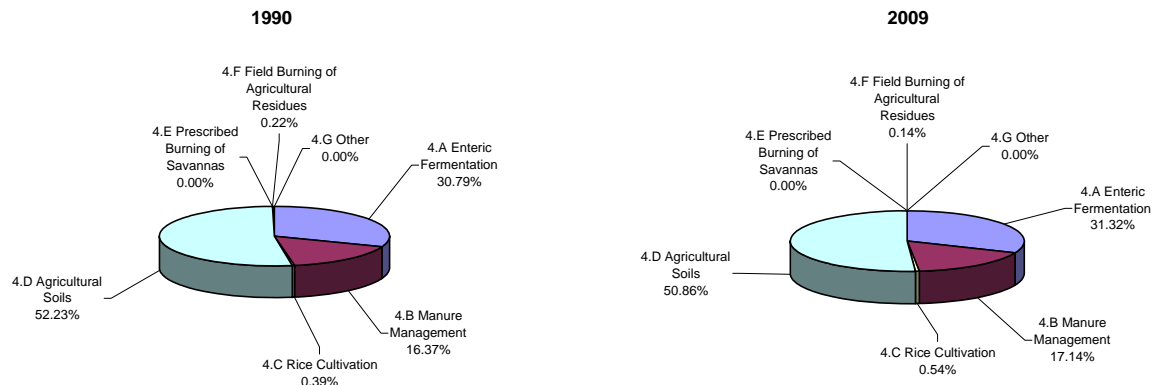 1990
4.F Field Burning of
Agricultural
Residues
0.22%
4.G Other
0.00%
4.E Prescribed
Burning of
Savannas
0.00%
4.A Enteric
Fermentation
30.79%
4.D Agricultural
Soils
52.23%
4.B Manure
Management
16.37%
4.C Rice Cultivation
0.39%
2009
4.F Field Burning of
Agricultural
Residues
0.14%
4.G Other
0.00%
4.E Prescribed
Burning of
Savannas
0.00%
4.A Enteric
Fermentation
31.32%
4.D Agricultural
Soils
50.86%
4.B Manure
Management
17.14%
4.C Rice Cultivation
0.54%